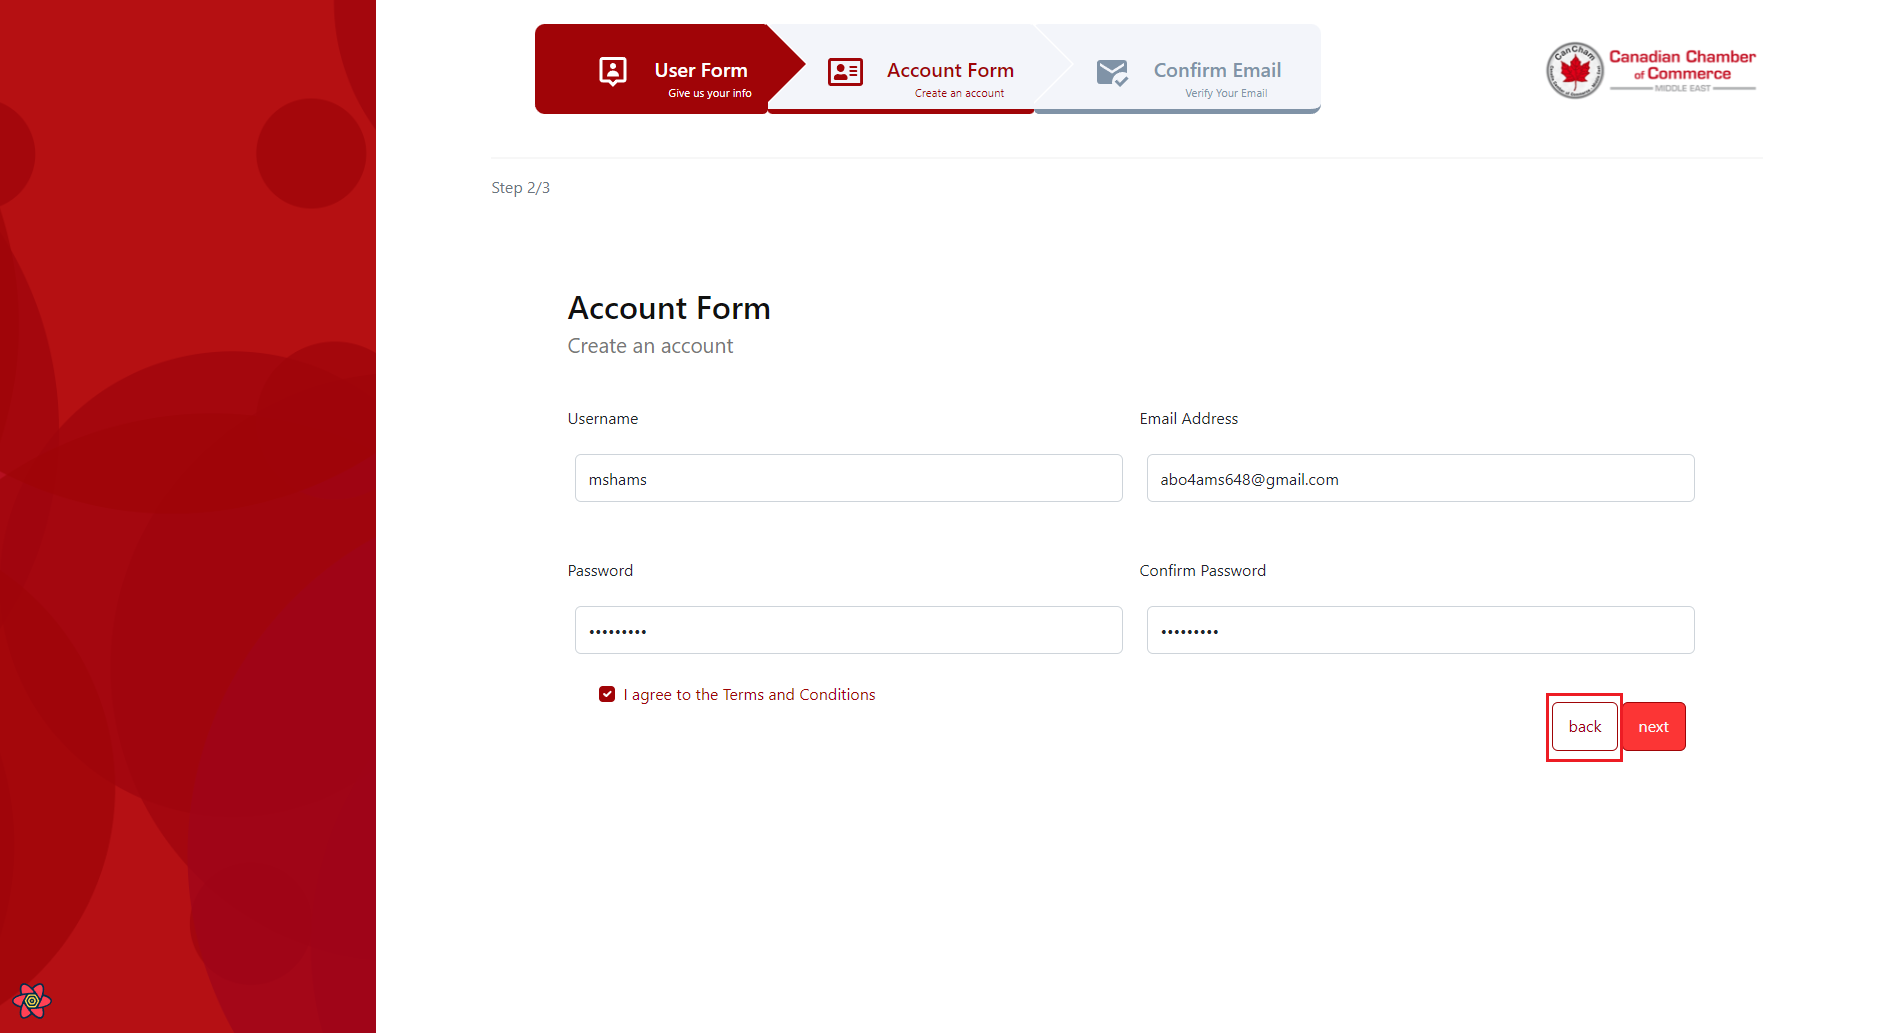 User Form
Give us your info
Account Form
Create an account
Confirm Email
Verify Your Email
CanCham
Canadian Chamber
of Commerce
MIDDLE EAST
Step 2/3
Account Form
Create an account
Username
Email Address
mshams
abo4ams648@gmail.com
Password
Confirm Password
•••••••••
•••••••••
I agree to the Terms and Conditions
back
next